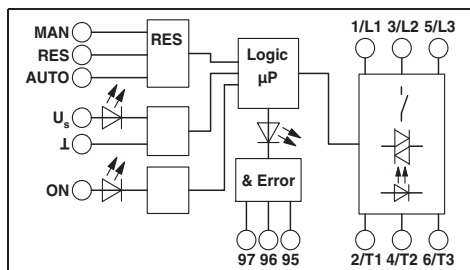 MAN
RES
AUTO
RES
Us
⊥
ON
Logic
µP
& Error
97 96 95
1/L1 3/L2 5/L3
2/T1 4/T2 6/T3